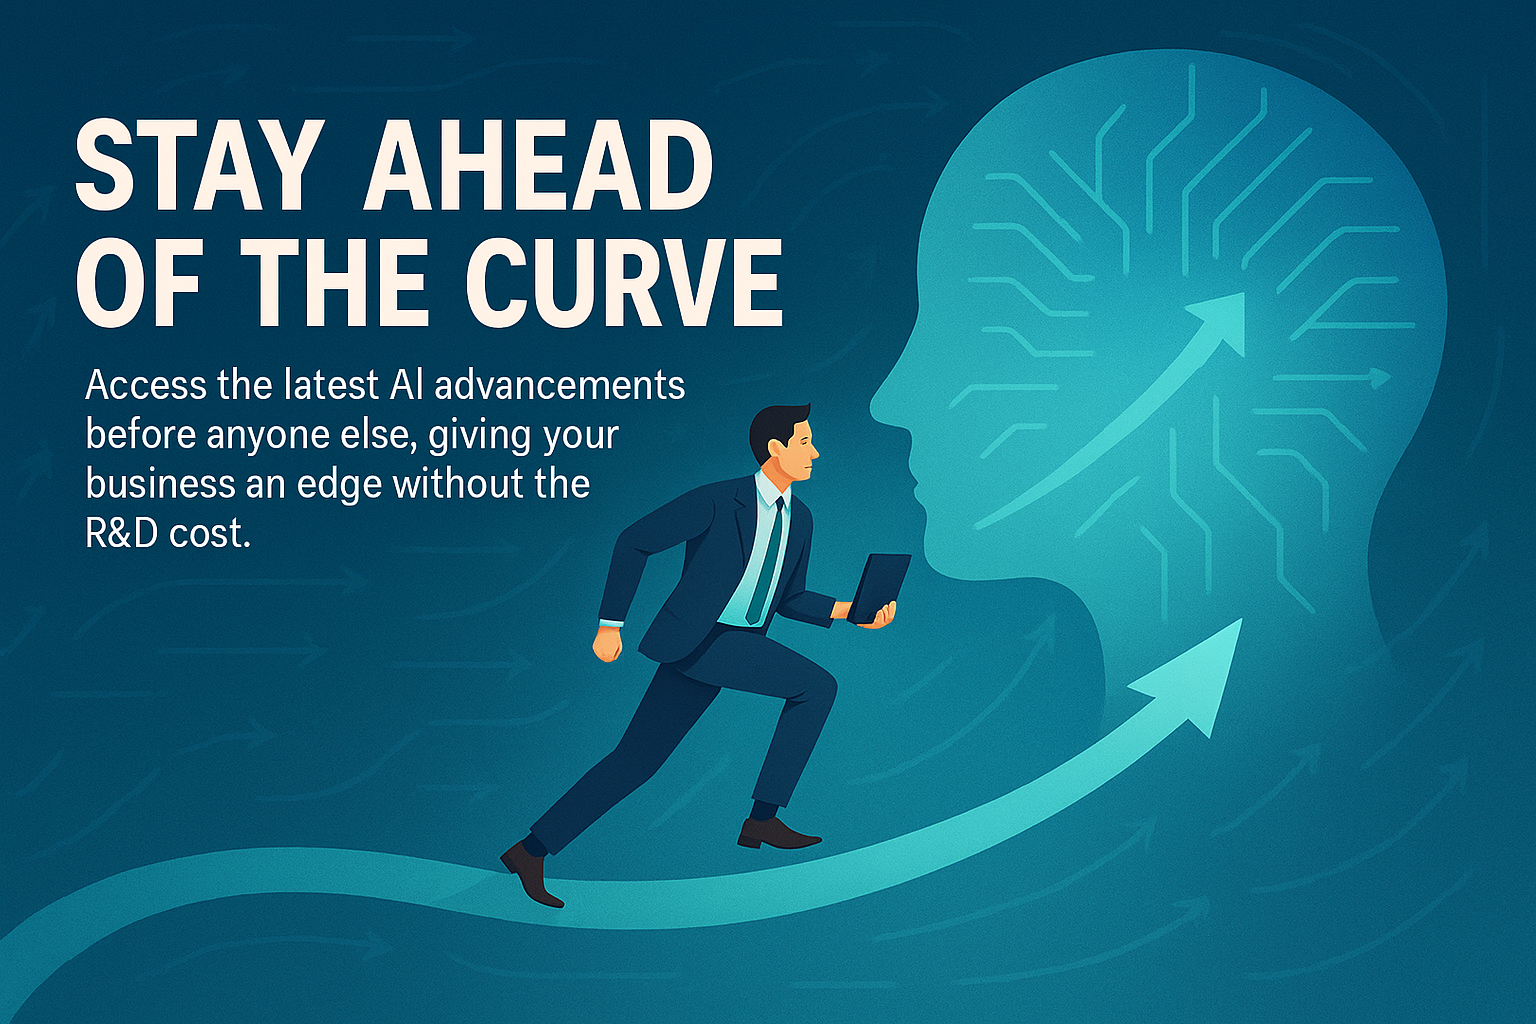 STAY AHEAD
OF THE CURVE
Access the latest AI advancements
before anyone else, giving your
business an edge without the
R&D cost.